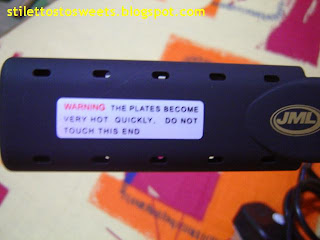 stilettostosweets.blogspot.com
WARNING THE PLATES BECOME
VERY HOT QUICKLY, DO NOT
TOUCH THIS END
JML